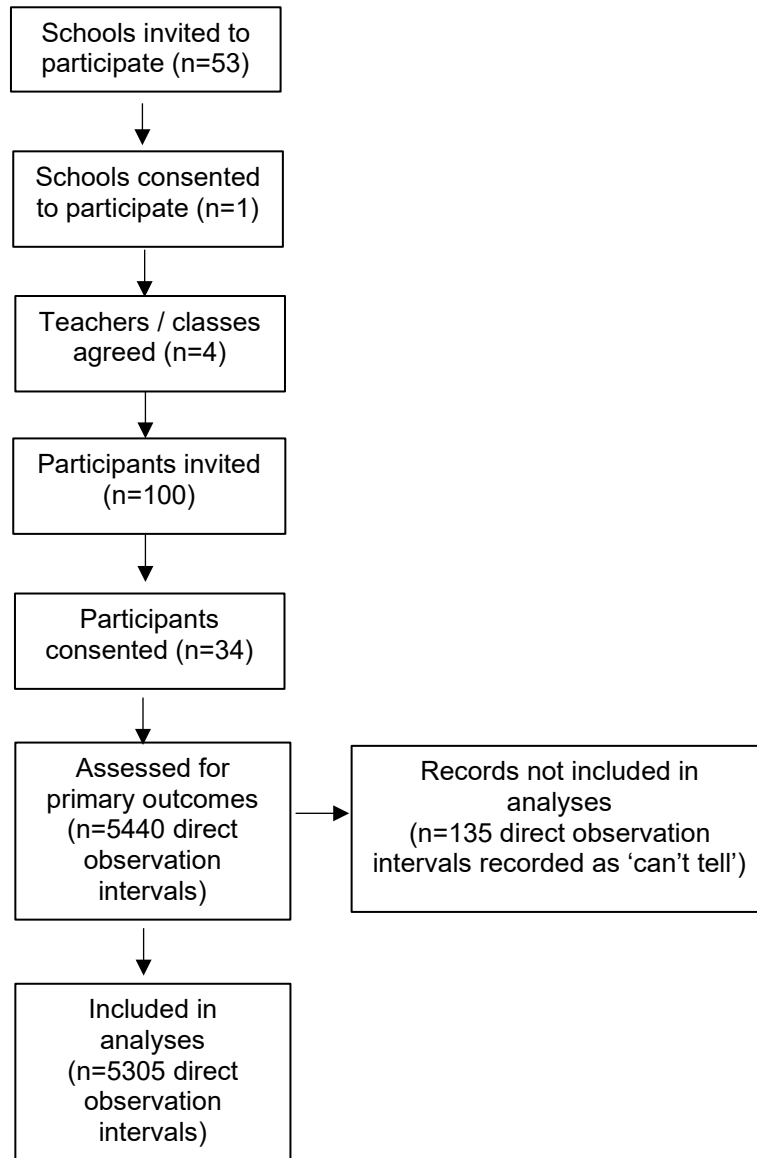 Schools invited to
participate (n=53)
Schools consented
to participate (n=1)
Teachers / classes
agreed (n=4)
Participants invited
(n=100)
Participants
consented (n=34)
Assessed for
primary outcomes
(n=5440 direct
observation
intervals)
Records not included in
analyses
(n=135 direct observation
intervals recorded as ‘can’t tell’)
Included in
analyses
(n=5305 direct
observation
intervals)